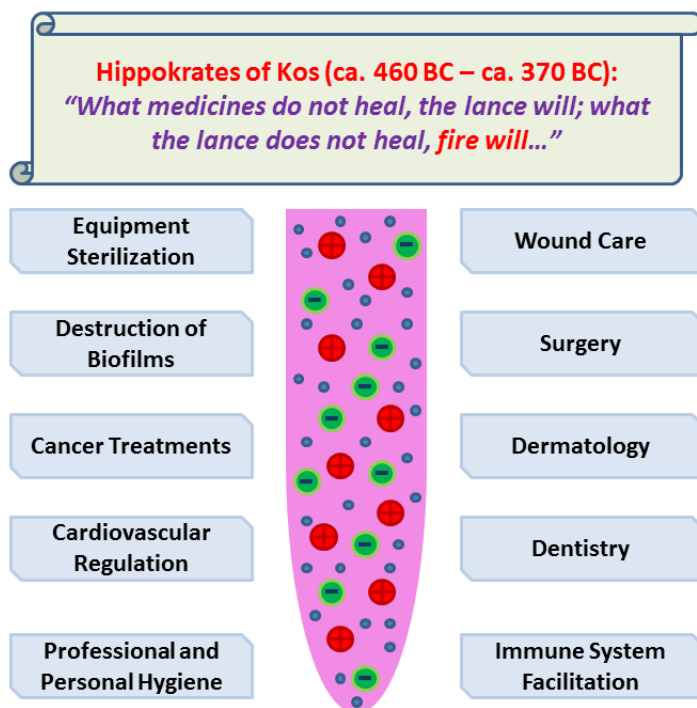 Hippokrates of Kos (ca. 460 BC – ca. 370 BC):
“What medicines do not heal, the lance will; what
the lance does not heal, fire will…”
Equipment
Sterilization
Destruction of
Biofilms
Cancer Treatments
Cardiovascular
Regulation
Professional and
Personal Hygiene
Wound Care
Surgery
Dermatology
Dentistry
Immune System
Facilitation